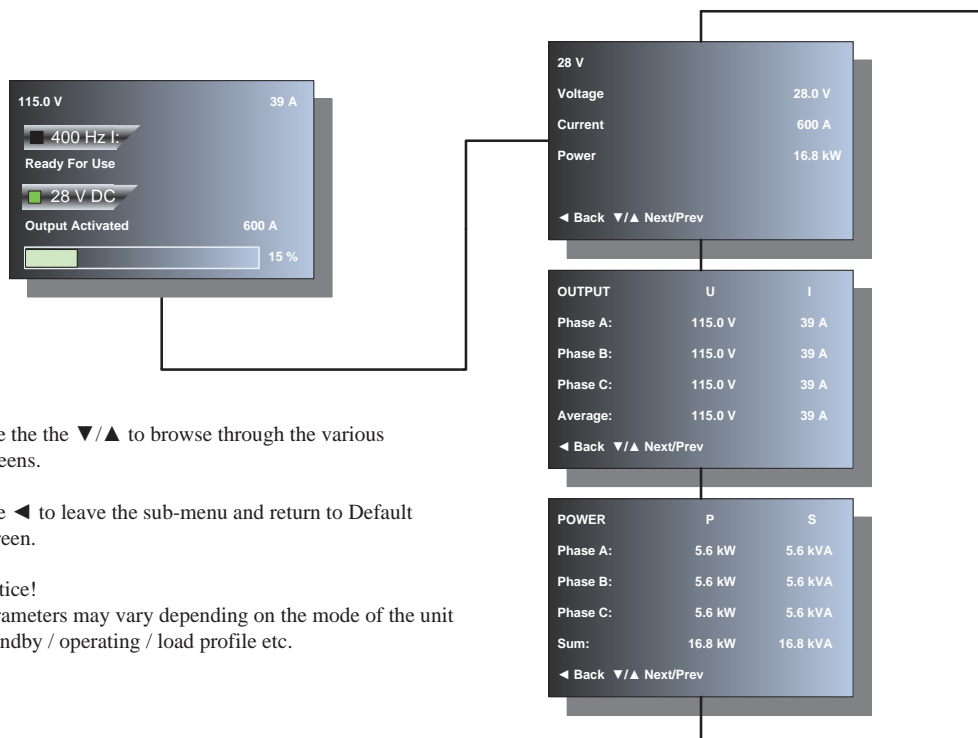 115.0 V 39 A
400 Hz I:
Ready For Use
28 V DC
Output Activated 600 A
15 %
28 V
Voltage 28.0 V
Current 600 A
Power 16.8 kW
◄ Back ▼/▲ Next/Prev
OUTPUT U I
Phase A: 115.0 V 39 A
Phase B: 115.0 V 39 A
Phase C: 115.0 V 39 A
Average: 115.0 V 39 A
◄ Back ▼/▲ Next/Prev
POWER P S
Phase A: 5.6 kW 5.6 kVA
Phase B: 5.6 kW 5.6 kVA
Phase C: 5.6 kW 5.6 kVA
Sum: 16.8 kW 16.8 kVA
◄ Back ▼/▲ Next/Prev
the the ▼/▲ to browse through the various
◄ to leave the sub-menu and return to Default
may vary depending on the mode of the unit
/ operating / load profile etc.